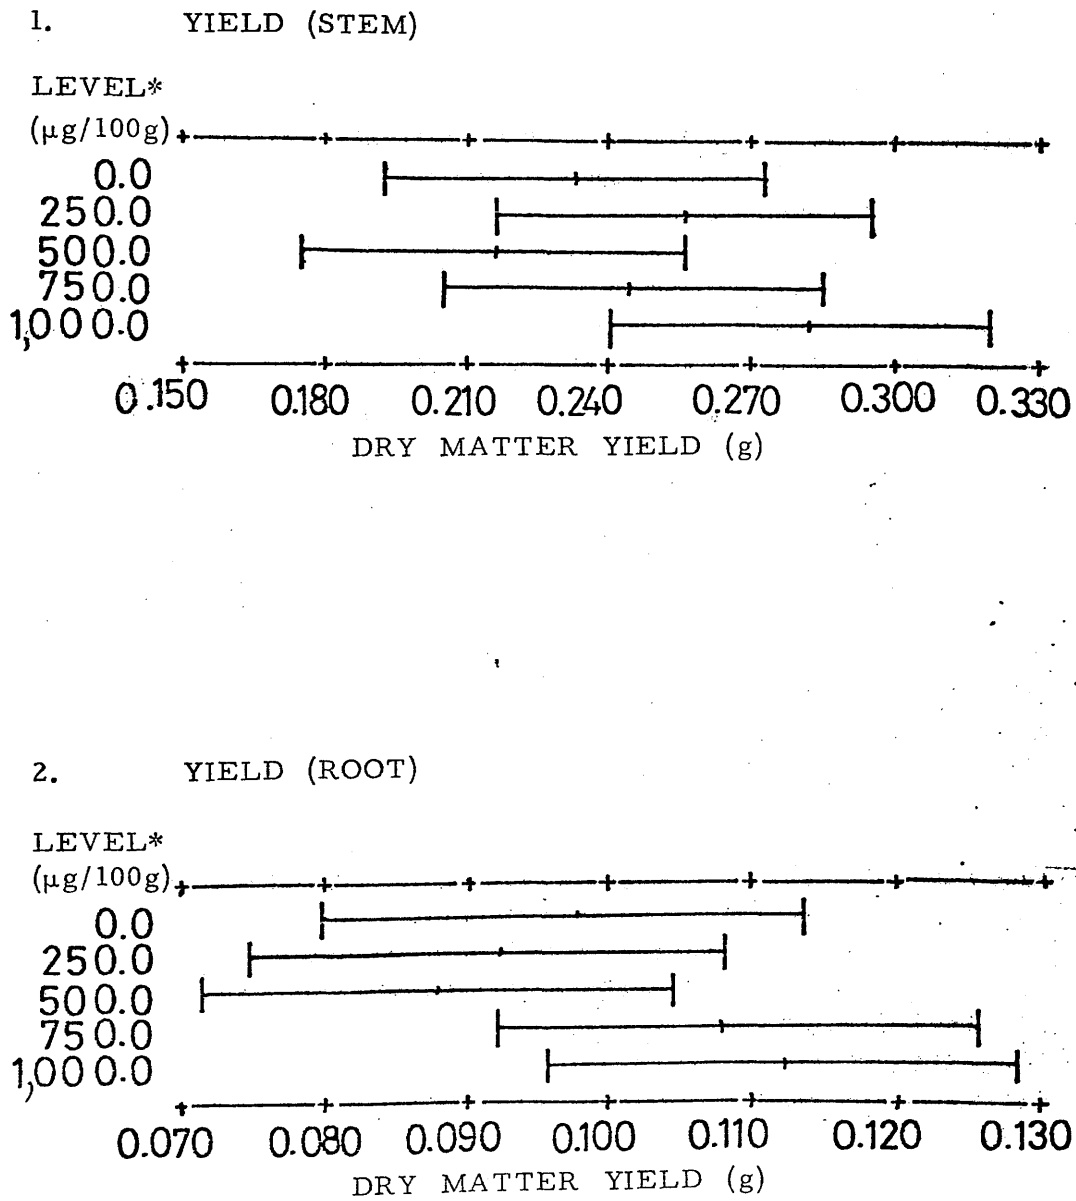 1. YIELD (STEM)
LEVEL*
(µg/100g)
0.0
250.0
500.0
750.0
1,000.0
0.150 0.180 0.210 0.240 0.270 0.300 0.330
DRY MATTER YIELD (g)
2. YIELD (ROOT)
LEVEL*
(µg/100g)
0.0
250.0
500.0
750.0
1,000.0
0.070 0.080 0.090 0.100 0.110 0.120 0.130
DRY MATTER YIELD (g)